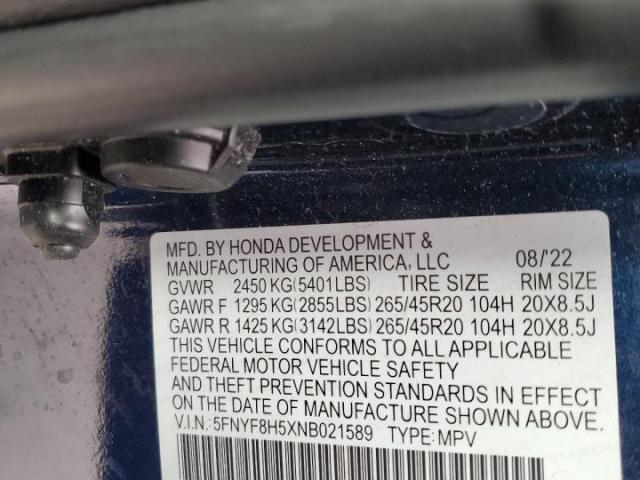 MFD. BY HONDA DEVELOPMENT &
MANUFACTURING OF AMERICA, LLC 08/'22
GVWR 2450 KG(5401LBS) TIRE SIZE RIM SIZE
GAWR F 1295 KG(2855LBS) 265/45R20 104H 20X8.5J
GAWR R 1425 KG(3142LBS) 265/45R20 104H 20X8.5J
THIS VEHICLE CONFORMS TO ALL APPLICABLE
FEDERAL MOTOR VEHICLE SAFETY
AND THEFT PREVENTION STANDARDS IN EFFECT
ON THE DATE OF MANUFACTURE SHOWN ABOVE.
V.I.N.: 5FNYF8H5XNB021589 TYPE: MPV